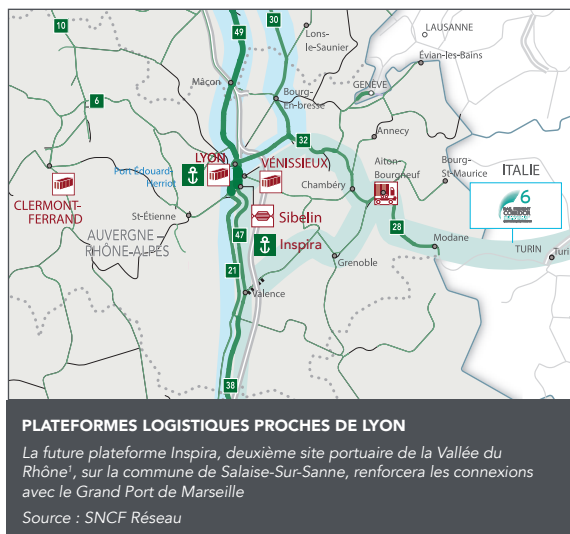 10
49
30
LAUSANNE
Lons-
le-Saunier
Évian-les-Bains
Mâcon
Bourg-
en-bresse
GENÈVE
6
32
Annecy
LYON
VÉNISSIEUX
Port Édouard-
Herriot
Aiton
Bourgneuf
Bourg-
St-Maurice
ITALIE
6
CLERMONT-
FERRAND
Chambéry
St-Étienne
Sibelin
AUVERGNE –
RHÔNE-ALPES
47
Inspira
28
Modane
TURIN
Turi
21
Grenoble
Valence
38
PLATEFORMES LOGISTIQUES PROCHES DE LYON
La future plateforme Inspira, deuxième site portuaire de la Vallée du
Rhône¹, sur la commune de Salaise-Sur-Sanne, renforcera les connexions
avec le Grand Port de Marseille
Source : SNCF Réseau